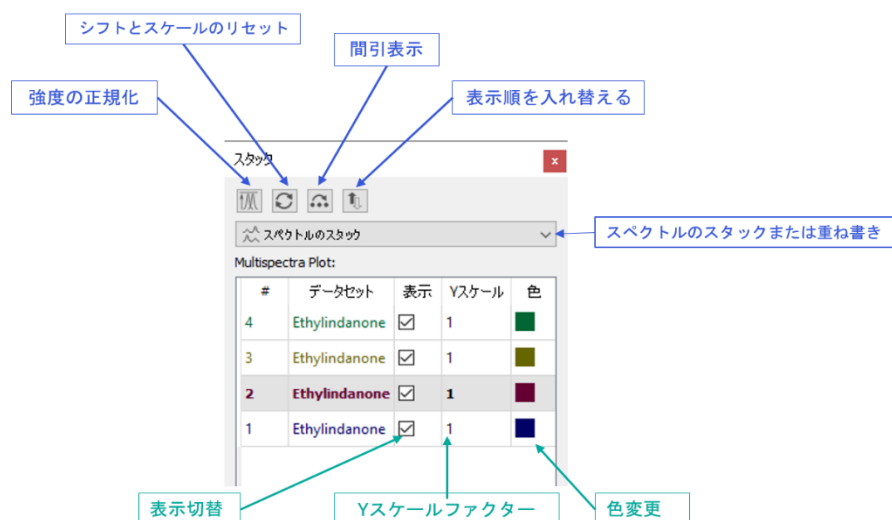 シフトとスケールのリセット
間引表示
強度の正規化
表示順を入れ替える
スタック
x
スペクトルのスタック
スペクトルのスタックまたは重ね書き
Multispectra Plot:
# データセット 表示 Yスケール 色
4 Ethylindanone 1
3 Ethylindanone 1
2 Ethylindanone 1
1 Ethylindanone 1
表示切替 Yスケールファクター 色変更